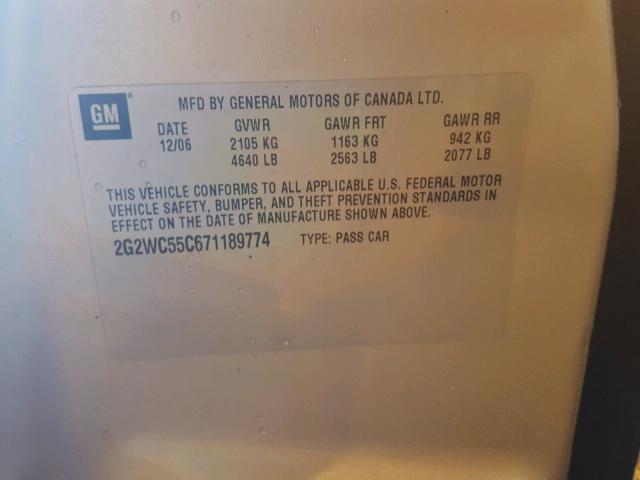 GM
MFD BY GENERAL MOTORS OF CANADA LTD.
DATE GVWR GAWR FRT GAWR RR
12/06 2105 KG 1163 KG 942 KG
4640 LB 2563 LB 2077 LB
THIS VEHICLE CONFORMS TO ALL APPLICABLE U.S. FEDERAL MOTOR
VEHICLE SAFETY, BUMPER, AND THEFT PREVENTION STANDARDS IN
EFFECT ON THE DATE OF MANUFACTURE SHOWN ABOVE.
2G2WC55C671189774 TYPE: PASS CAR